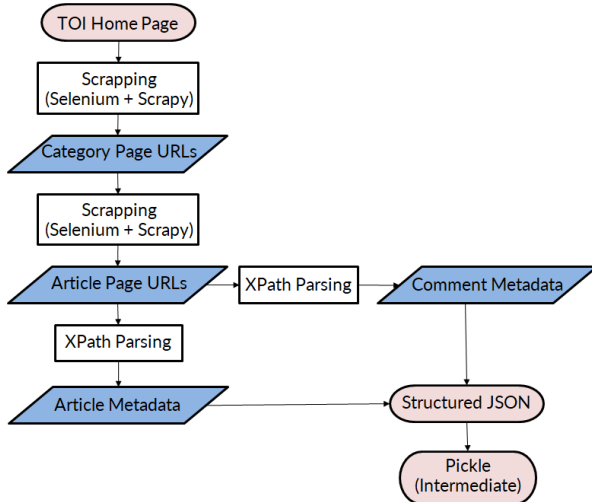 TOI Home Page
Scrapping
(Selenium + Scrapy)
Category Page URLs
Scrapping
(Selenium + Scrapy)
Article Page URLs
XPath Parsing
Comment Metadata
XPath Parsing
Article Metadata
Structured JSON
Pickle
(Intermediate)